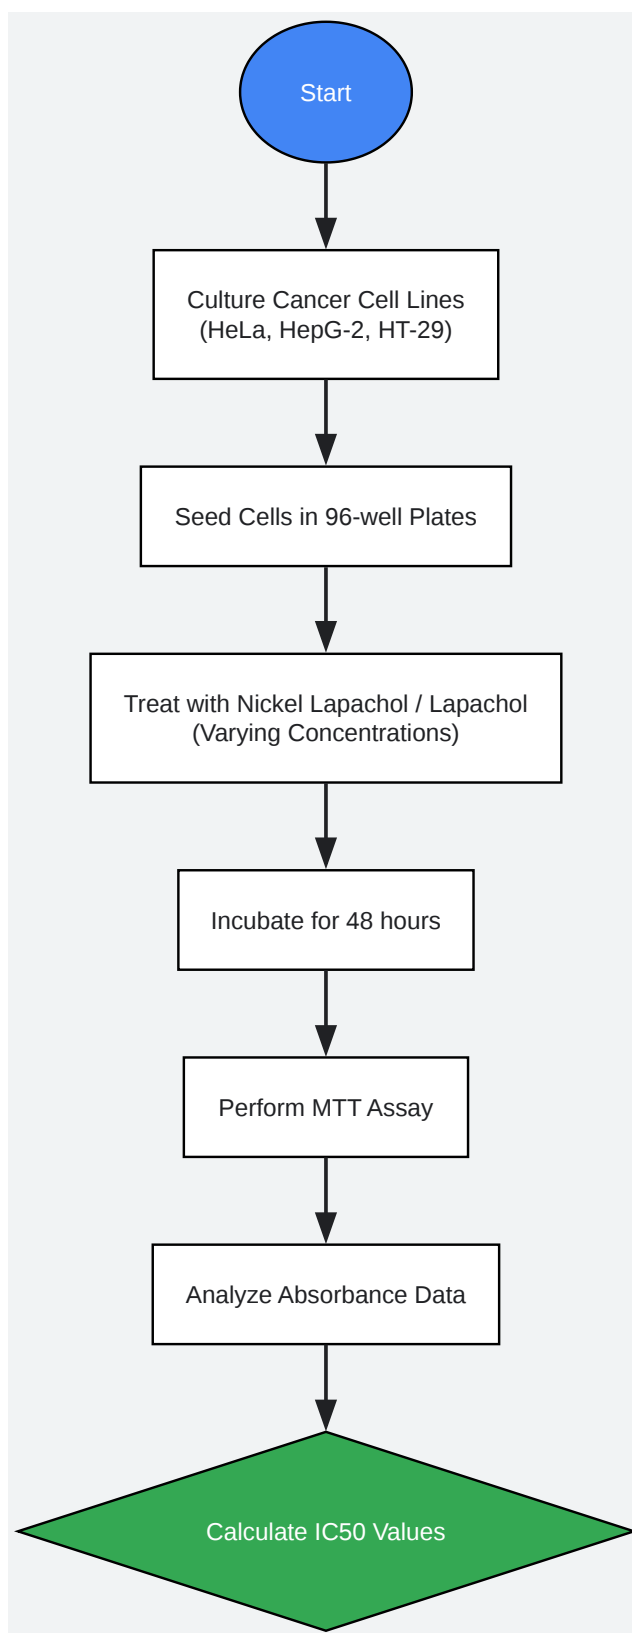 Start
Culture Cancer Cell Lines
(HeLa, HepG-2, HT-29)
Seed Cells in 96-well Plates
Treat with Nickel Lapachol / Lapachol
(Varying Concentrations)
Incubate for 48 hours
Perform MTT Assay
Analyze Absorbance Data
Calculate IC50 Values